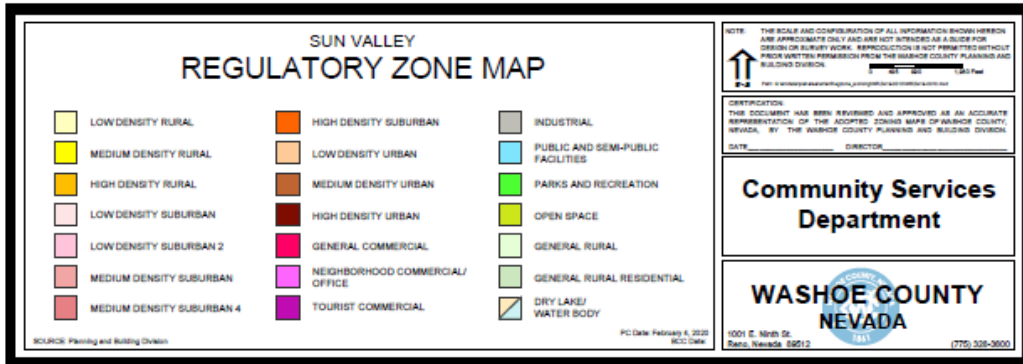 SUN VALLEY
REGULATORY ZONE MAP
LOW DENSITY RURAL
MEDIUM DENSITY RURAL
HIGH DENSITY RURAL
LOW DENSITY SUBURBAN
LOW DENSITY SUBURBAN 2
MEDIUM DENSITY SUBURBAN
MEDIUM DENSITY SUBURBAN 4
HIGH DENSITY SUBURBAN
LOW DENSITY URBAN
MEDIUM DENSITY URBAN
HIGH DENSITY URBAN
GENERAL COMMERCIAL
NEIGHBORHOOD COMMERCIAL/
OFFICE
TOURIST COMMERCIAL
INDUSTRIAL
PUBLIC AND SEMI-PUBLIC
FACILITIES
PARKS AND RECREATION
OPEN SPACE
GENERAL RURAL
GENERAL RURAL RESIDENTIAL
DRY LAKE/
WATER BODY
SOURCE: Planning and Building Division
PC Date: February 4, 2020
BCC Date:
NOTE: THE SCALE AND CONFIGURATION OF ALL INFORMATION SHOWN HEREON
ARE APPROXIMATE ONLY AND ARE NOT INTENDED AS A GUIDE FOR
DESIGN OR SURVEY WORK. REPRODUCTION IS NOT PERMITTED WITHOUT
PRIOR WRITTEN PERMISSION FROM THE WASHOE COUNTY PLANNING AND
BUILDING DIVISION.
CERTIFICATION:
THIS DOCUMENT HAS BEEN REVIEWED AND APPROVED AS AN ACCURATE
REPRESENTATION OF THE ADOPTED ZONING MAPS OF WASHOE COUNTY,
NEVADA, BY THE WASHOE COUNTY PLANNING AND BUILDING DIVISION.
DATE DIRECTOR
Community Services
Department
WASHOE COUNTY
NEVADA
1861
1001 E. Ninth St.
Reno, Nevada 89512
(775) 328-3600